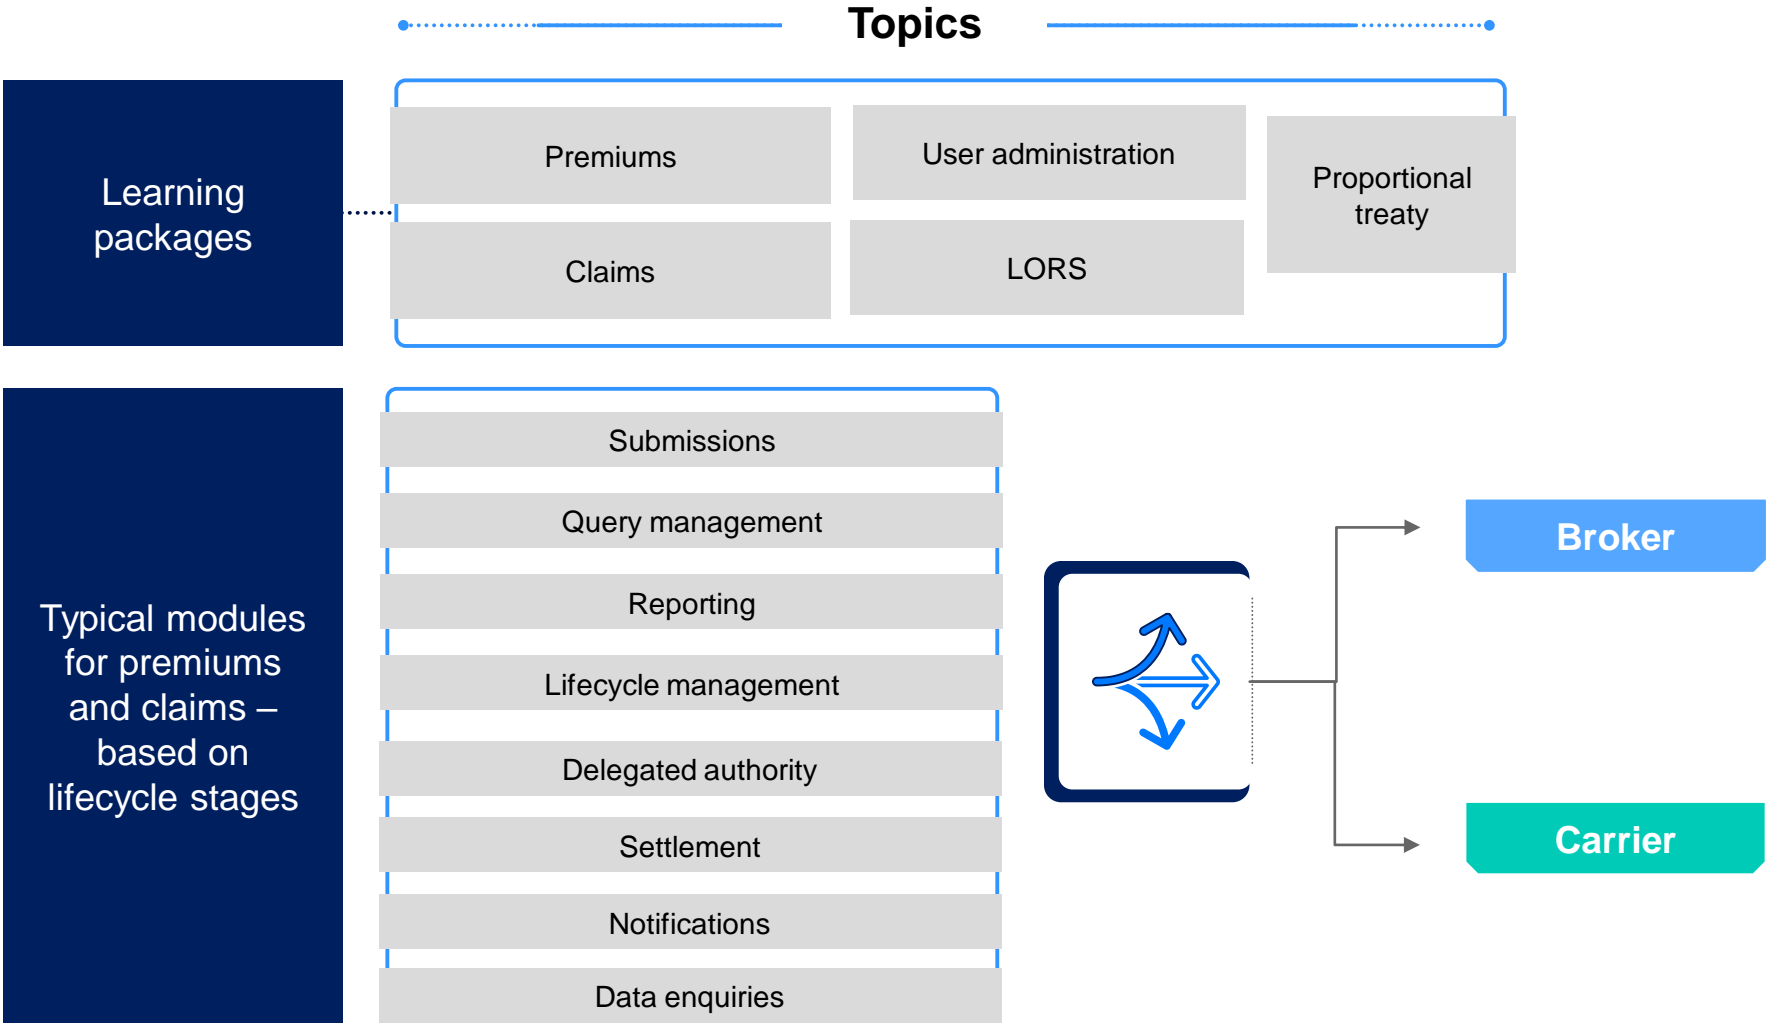 Topics
Learning
packages
Premiums
User administration
Proportional
treaty
Claims
LORS
Typical modules
for premiums
and claims –
based on
lifecycle stages
Submissions
Query management
Reporting
Lifecycle management
Delegated authority
Settlement
Notifications
Data enquiries
Broker
Carrier